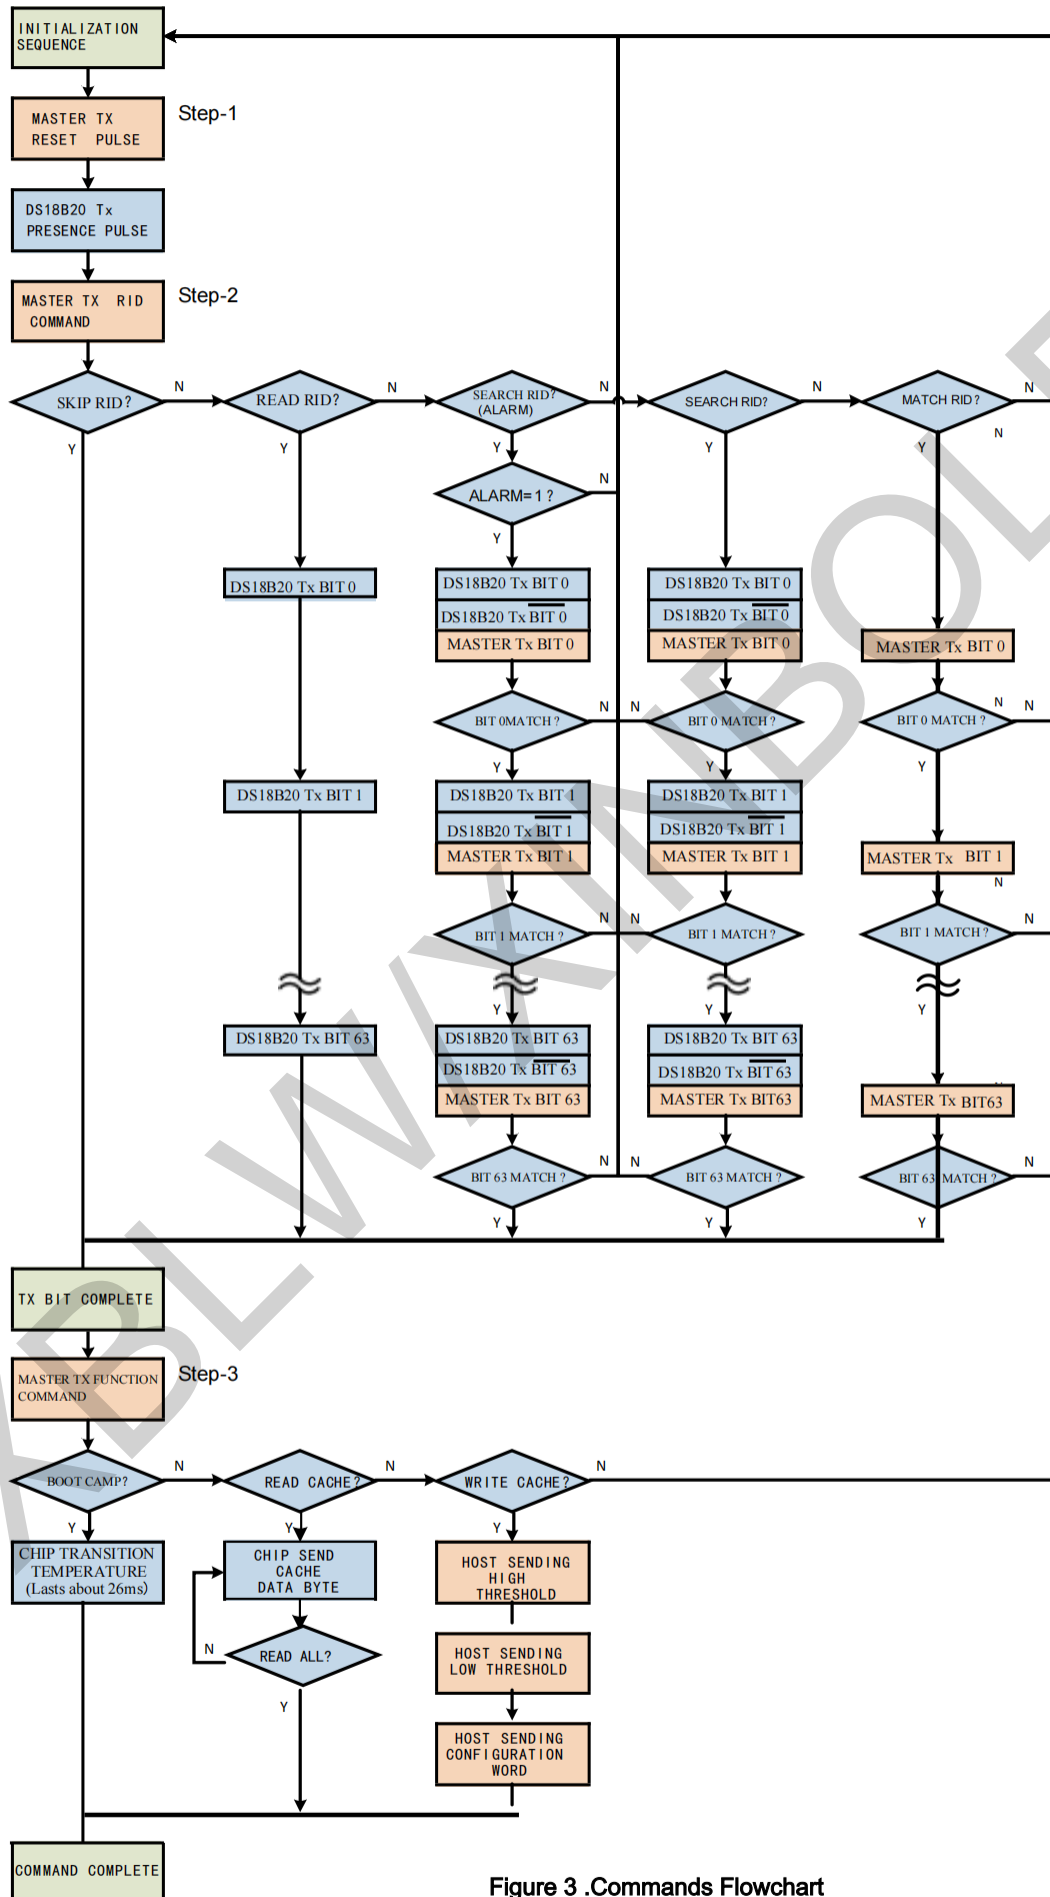 INITIALIZATION
SEQUENCE
MASTER TX
RESET PULSE
Step-1
DS18B20 Tx
PRESENCE PULSE
MASTER TX RID
COMMAND
Step-2
SKIP RID?
N
READ RID?
N
SEARCH RID?
(ALARM)
N
SEARCH RID?
N
MATCH RID?
N
N
Y
Y
Y
Y
Y
ALARM=1?
N
Y
DS18B20 Tx BIT 0
DS18B20 Tx BIT 0
DS18B20 Tx BIT 0
MASTER Tx BIT 0
DS18B20 Tx BIT 0
DS18B20 Tx BIT 0
MASTER Tx BIT 0
MASTER Tx BIT 0
BIT 0MATCH ?
N
N
BIT 0 MATCH ?
BIT 0 MATCH ?
N
N
Y
Y
Y
DS18B20 Tx BIT 1
DS18B20 Tx BIT 1
DS18B20 Tx BIT 1
MASTER Tx BIT 1
DS18B20 Tx BIT 1
DS18B20 Tx BIT 1
MASTER Tx BIT 1
MASTER Tx BIT 1
N
BIT 1 MATCH ?
N
N
BIT 1 MATCH ?
BIT 1 MATCH ?
N
Y
Y
Y
DS18B20 Tx BIT 63
DS18B20 Tx BIT 63
DS18B20 Tx BIT 63
MASTER Tx BIT 63
DS18B20 Tx BIT 63
DS18B20 Tx BIT 63
MASTER Tx BIT63
MASTER Tx BIT63
BIT 63 MATCH ?
N
N
BIT 63 MATCH ?
BIT 63 MATCH ?
N
Y
Y
Y
TX BIT COMPLETE
MASTER TX FUNCTION
COMMAND
Step-3
BOOT CAMP?
N
READ CACHE?
N
WRITE CACHE?
N
Y
Y
Y
CHIP TRANSITION
TEMPERATURE
(Lasts about 26ms)
CHIP SEND
CACHE
DATA BYTE
HOST SENDING
HIGH
THRESHOLD
N
READ ALL?
Y
HOST SENDING
LOW THRESHOLD
HOST SENDING
CONFIGURATION
WORD
COMMAND COMPLETE
Figure 3 .Commands Flowchart